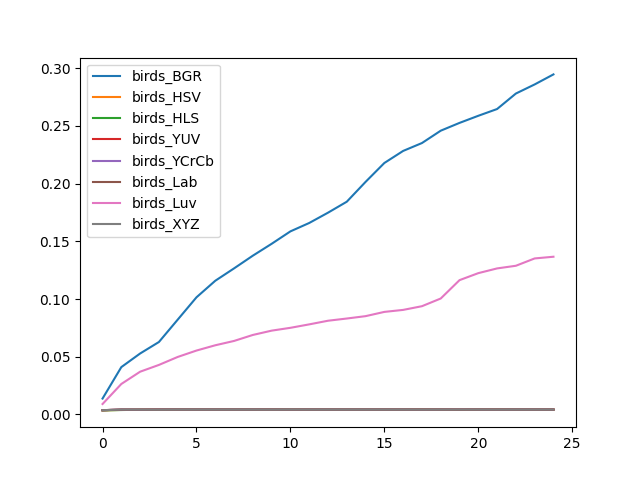 birds_BGR
birds_HSV
birds_HLS
birds_YUV
birds_YCrCb
birds_Lab
birds_Luv
birds_XYZ
0.30
0.25
0.20
0.15
0.10
0.05
0.00
0 5 10 15 20 25